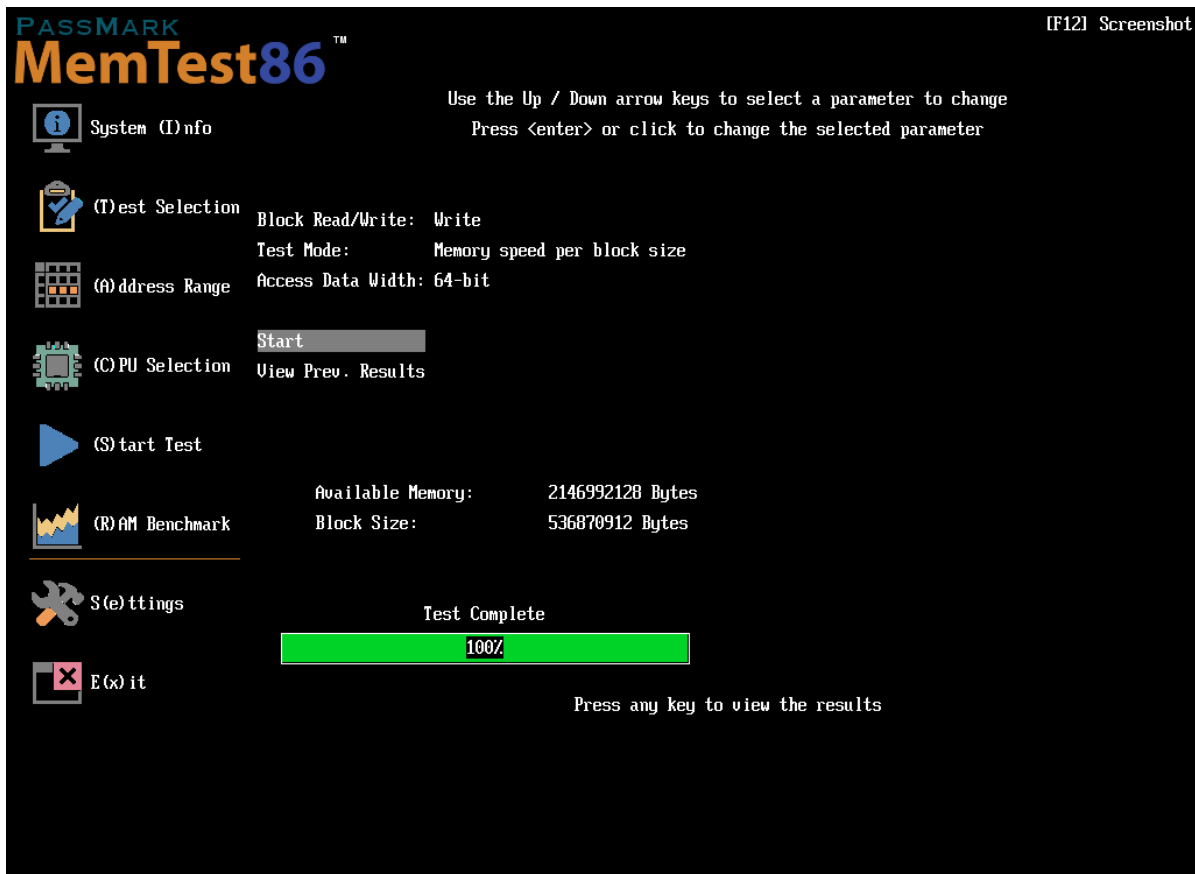 PASSMARK
MemTest86™
[F12] Screenshot
Use the Up / Down arrow keys to select a parameter to change
Press <enter> or click to change the selected parameter
System (I)nfo
(T)est Selection
(A)ddress Range
(C)PU Selection
(S)tart Test
(R)AM Benchmark
S(e)ttings
E(x)it
Block Read/Write: Write
Test Mode: Memory speed per block size
Access Data Width: 64-bit
Start
View Prev. Results
Available Memory: 2146992128 Bytes
Block Size: 536870912 Bytes
Test Complete
100%
Press any key to view the results